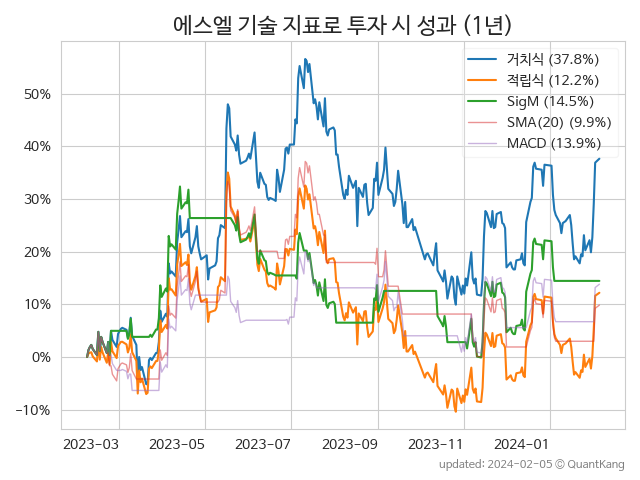 에스엘 기술 지표로 투자 시 성과 (1년)
거치식 (37.8%)
적립식 (12.2%)
SigM (14.5%)
SMA(20) (9.9%)
MACD (13.9%)
50%
40%
30%
20%
10%
0%
−10%
2023-03 2023-05 2023-07 2023-09 2023-11 2024-01
updated: 2024-02-05 © QuantKang